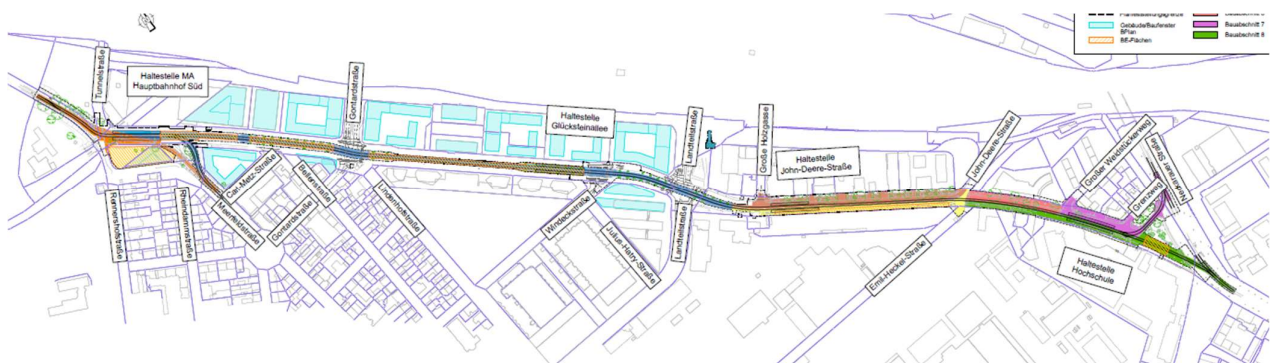 Planfeststellungsgrenze
Gebäude/Baufenster
BPlan
BE-Flächen
Bauabschnitt 7
Bauabschnitt 8
Tunnelstraße
Haltestelle MA
Hauptbahnhof Süd
Gontardstraße
Haltestelle
Glücksteinallee
Landteilstraße
Große Holzgasse
Haltestelle
John-Deere-Straße
John-Deere-Straße
Großer Weidstückerweg
Neckarauer Straße
Grenzweg
Rennershofstraße
Rheindammstraße
Carl-Metz-Straße
Meerfeldstraße
Gontardstraße
Bellenstraße
Lindenhofstraße
Windeckstraße
Julius-Hatry-Straße
Landteilstraße
Emil-Heckel-Straße
Haltestelle
Hochschule